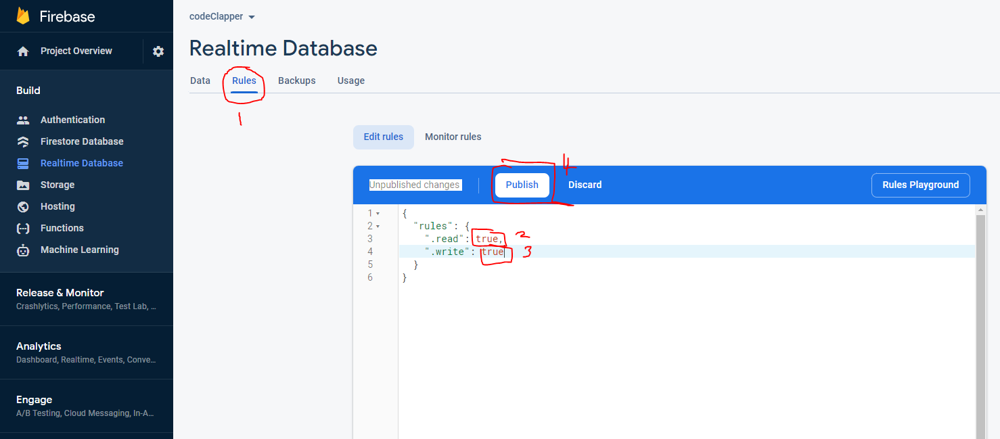 Firebase
codeClapper
Project Overview
Realtime Database
Data Rules Backups Usage
1
Build
Authentication
Firestore Database
Realtime Database
Storage
Hosting
Functions
Machine Learning
Release & Monitor
Crashlytics, Performance, Test Lab, ...
Analytics
Dashboard, Realtime, Events, Conve...
Engage
A/B Testing, Cloud Messaging, In-A...
Edit rules Monitor rules
4
Unpublished changes Publish Discard Rules Playground
1 {
2 "rules": {
3 ".read": true, 2
4 ".write": true 3
5 }
6 }